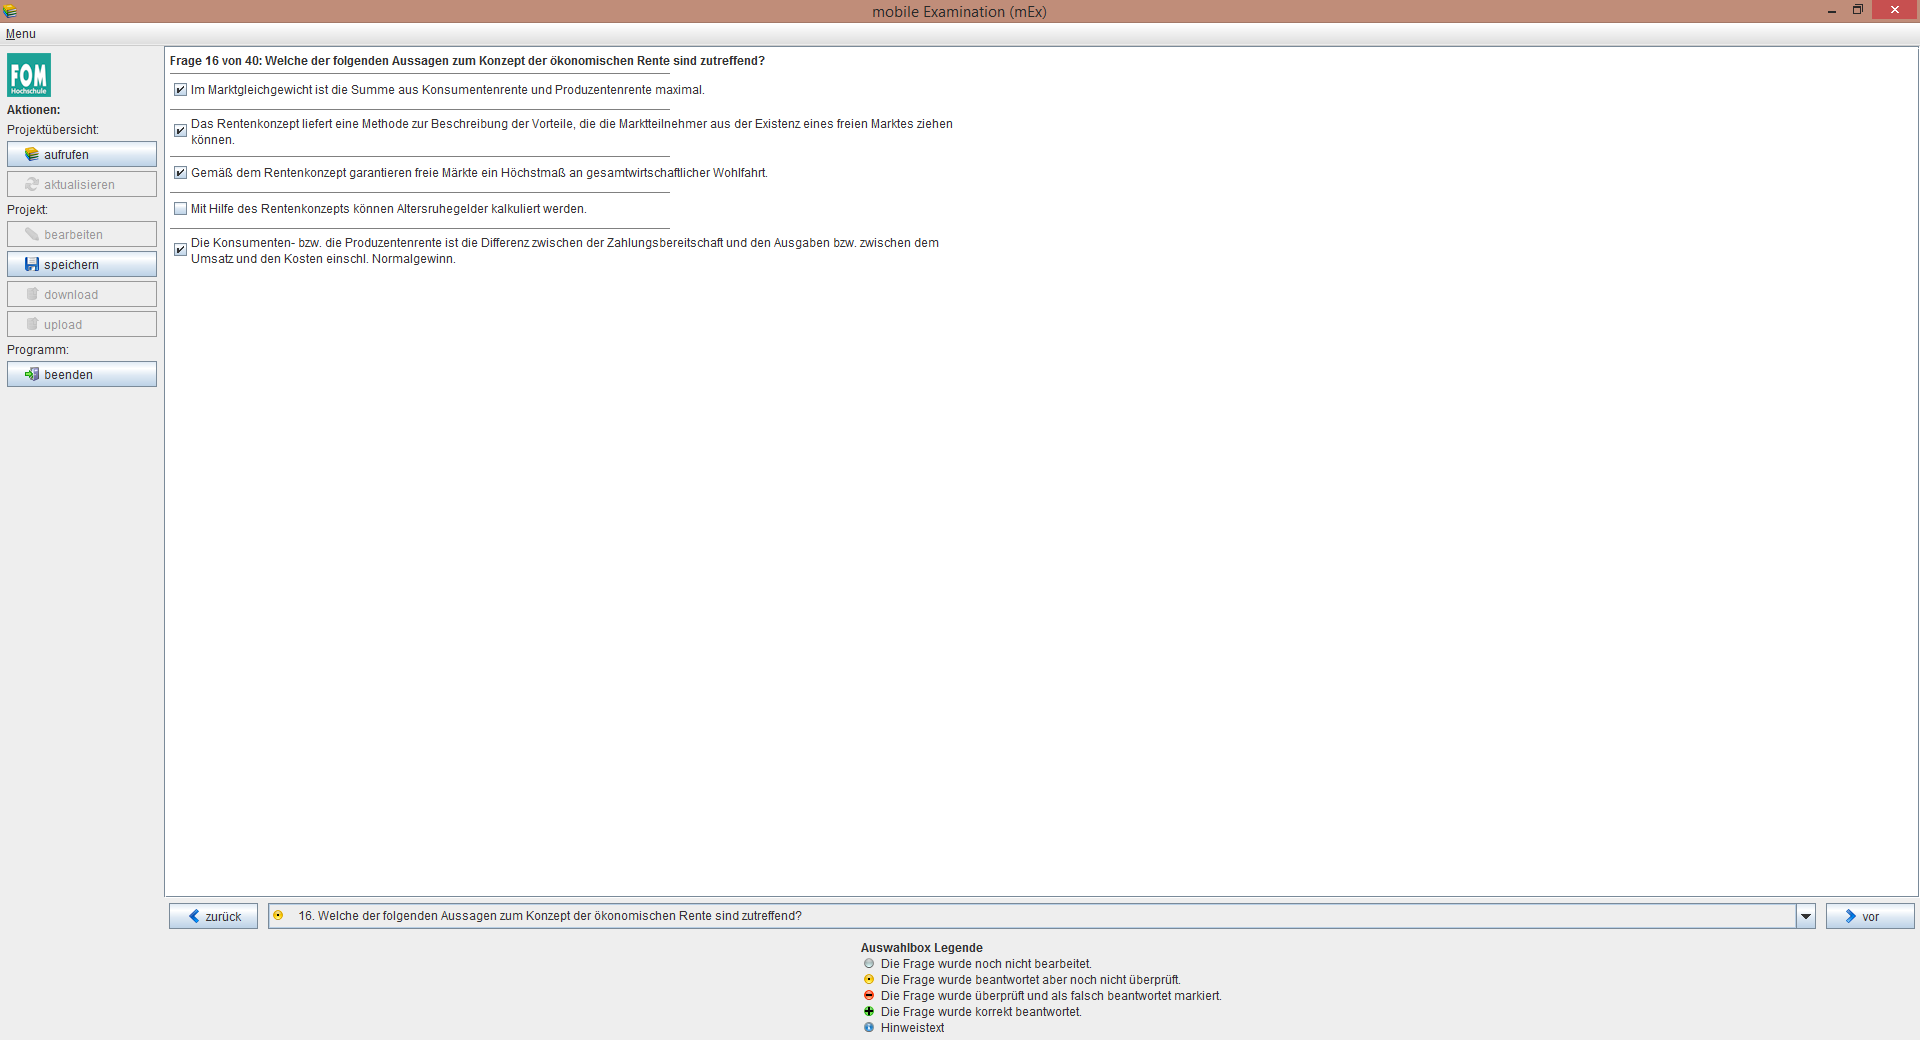 mobile Examination (mEx)
Menu
FOM
Hochschule
Aktionen:
Projektübersicht:
aufrufen
aktualisieren
Projekt:
bearbeiten
speichern
download
upload
Programm:
beenden
Frage 16 von 40: Welche der folgenden Aussagen zum Konzept der ökonomischen Rente sind zutreffend?
Im Marktgleichgewicht ist die Summe aus Konsumentenrente und Produzentenrente maximal.
Das Rentenkonzept liefert eine Methode zur Beschreibung der Vorteile, die die Marktteilnehmer aus der Existenz eines freien Marktes ziehen
können.
Gemäß dem Rentenkonzept garantieren freie Märkte ein Höchstmaß an gesamtwirtschaftlicher Wohlfahrt.
Mit Hilfe des Rentenkonzepts können Altersruhegelder kalkuliert werden.
Die Konsumenten- bzw. die Produzentenrente ist die Differenz zwischen der Zahlungsbereitschaft und den Ausgaben bzw. zwischen dem
Umsatz und den Kosten einschl. Normalgewinn.
zurück
16. Welche der folgenden Aussagen zum Konzept der ökonomischen Rente sind zutreffend?
vor
Auswahlbox Legende
Die Frage wurde noch nicht bearbeitet.
Die Frage wurde beantwortet aber noch nicht überprüft.
Die Frage wurde überprüft und als falsch beantwortet markiert.
Die Frage wurde korrekt beantwortet.
Hinweistext